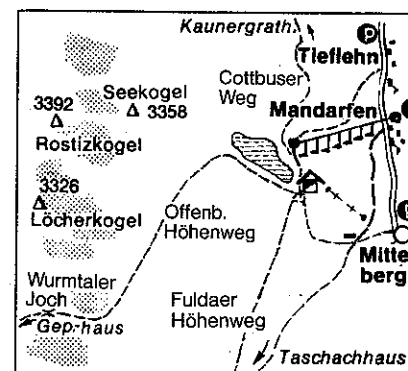 Kaunergrath.
Tieflehn
P
Cottbuser
Weg
Seekogel
3392
3358
Mandarfen
Rostizkogel
3326
Löcherkogel
Offenb.
Höhenweg
Mitte
berg
Wurmtaler
Joch
Gep.-haus
Fuldaer
Höhenweg
Taschachhaus